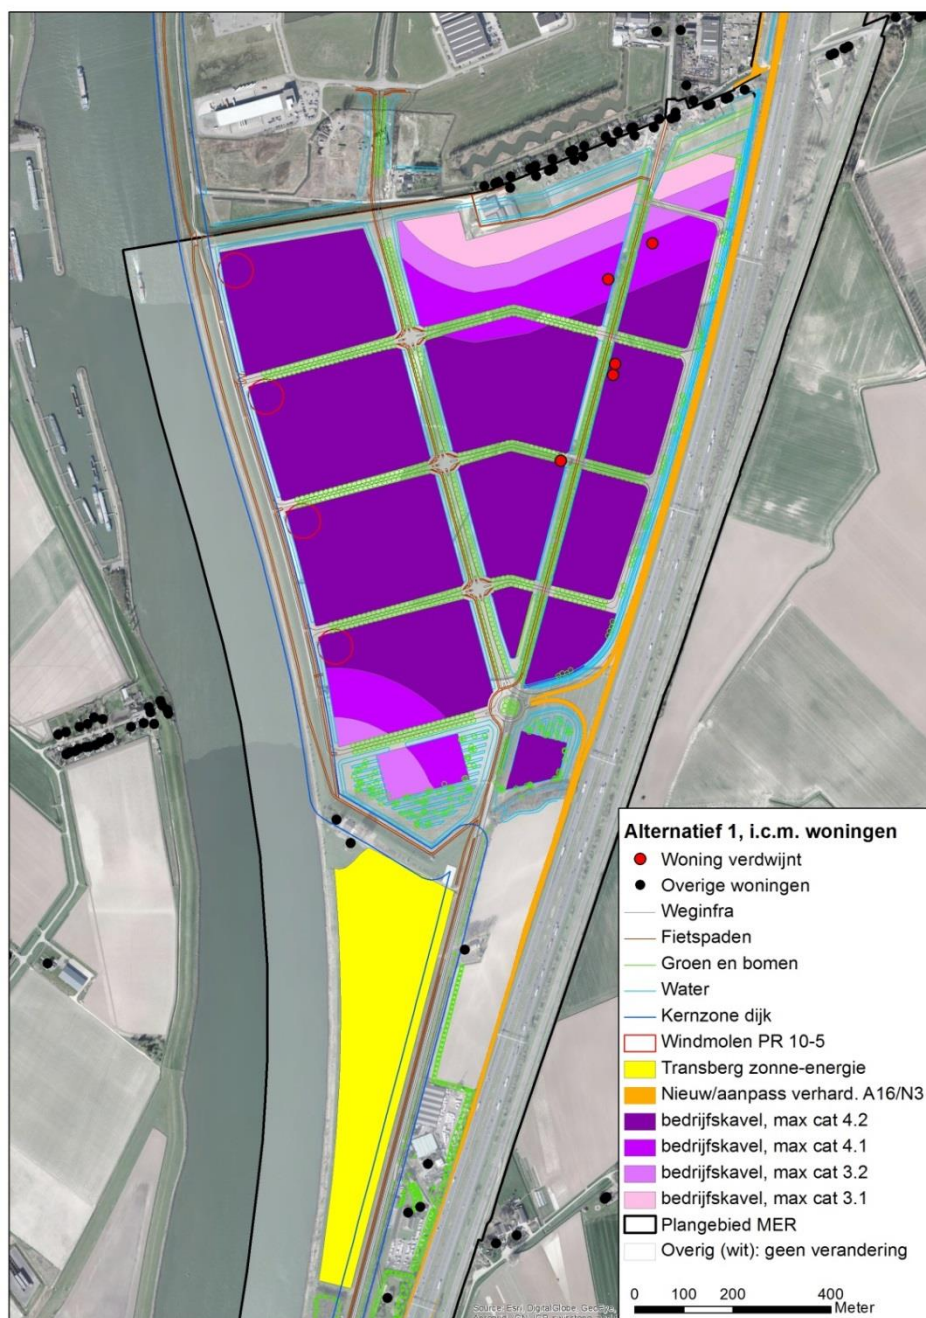 Alternatief 1, i.c.m. woningen
Woning verdwijnt
Overige woningen
Weginfra
Fietspaden
Groen en bomen
Water
Kernzone dijk
Windmolen PR 10-5
Transberg zonne-energie
Nieuw/aanpass verhard. A16/N3
bedrijfskavel, max cat 4.2
bedrijfskavel, max cat 4.1
bedrijfskavel, max cat 3.2
bedrijfskavel, max cat 3.1
Plangebied MER
Overig (wit): geen verandering
0 100 200 400
Meter
Source: Esri, DigitalGlobe, GeoEye,